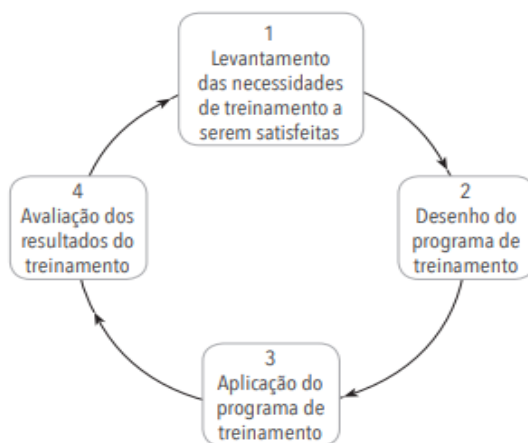 1
Levantamento
das necessidades
de treinamento a
serem satisfeitas
2
Desenho do
programa de
treinamento
3
Aplicação do
programa de
treinamento
4
Avaliação dos
resultados do
treinamento